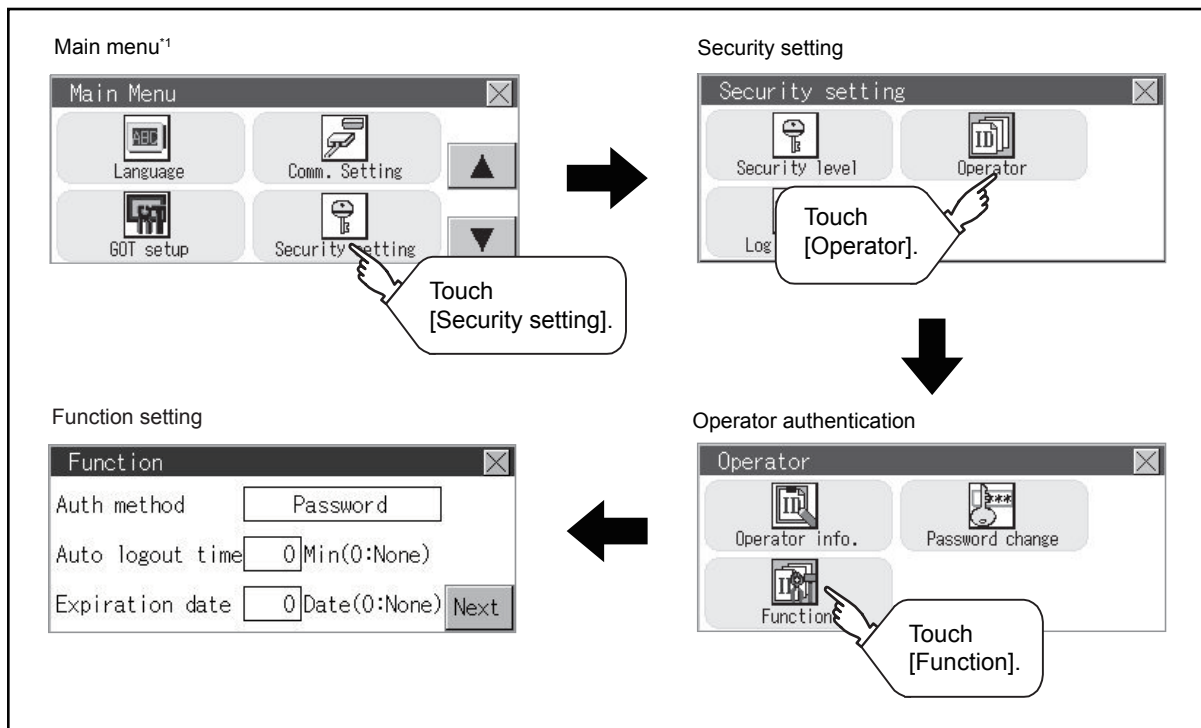 Main menu*1
Main Menu
Language
Comm. Setting
GOT setup
Security setting
Touch
[Security setting].
Security setting
Security setting
Security level
Operator
Log
Touch
[Operator].
Operator authentication
Operator
Operator info.
Password change
Function
Touch
[Function].
Function setting
Function
Auth method Password
Auto logout time 0 Min(0:None)
Expiration date 0 Date(0:None) Next